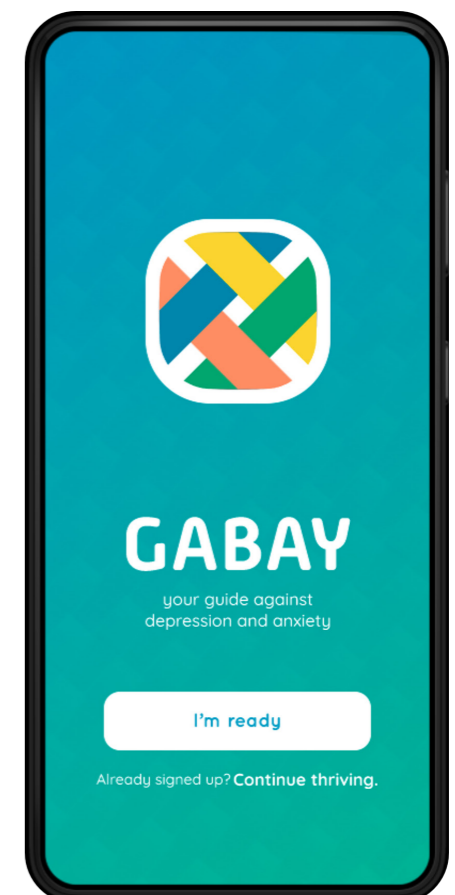 GABAY
your guide against
depression and anxiety
I'm ready
Already signed up? Continue thriving.